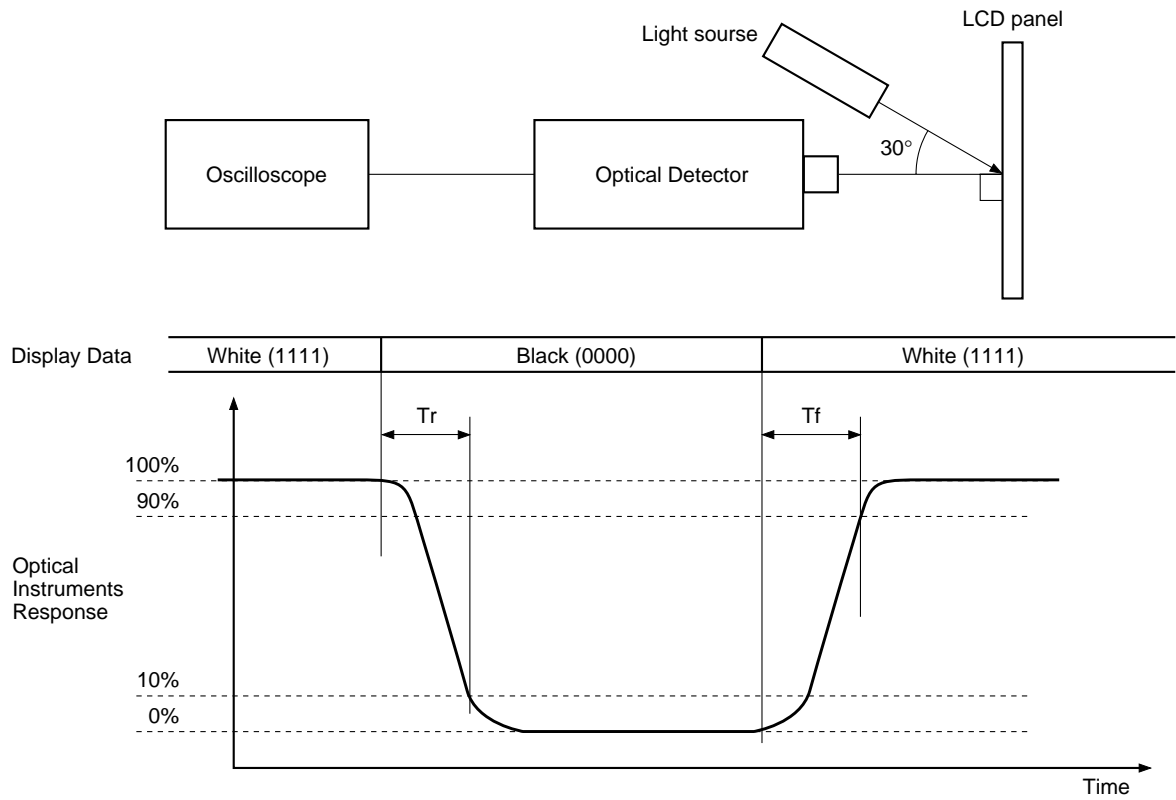 LCD panel
Light sourse
30°
Oscilloscope
Optical Detector
Display Data
White (1111)
Black (0000)
White (1111)
Tr
Tf
100%
90%
Optical
Instruments
Response
10%
0%
Time